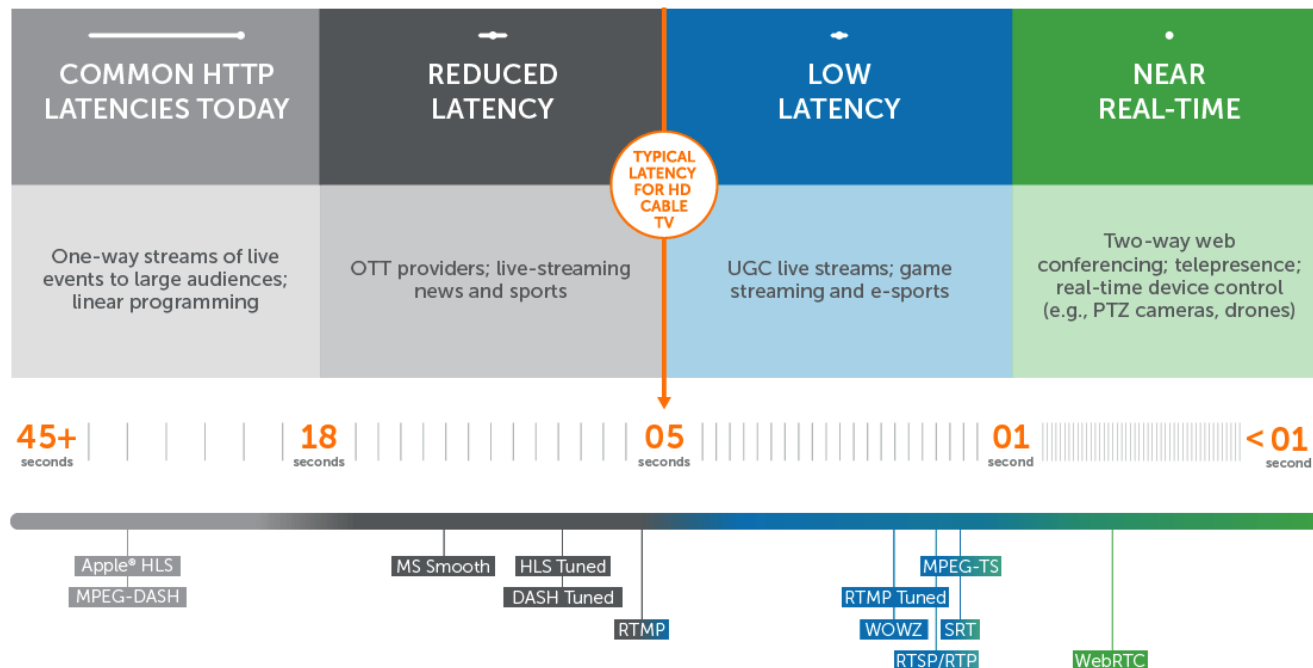 COMMON HTTP
LATENCIES TODAY
REDUCED
LATENCY
LOW
LATENCY
NEAR
REAL-TIME
TYPICAL
LATENCY
FOR HD
CABLE
TV
One-way streams of live
events to large audiences;
linear programming
OTT providers; live-streaming
news and sports
UGC live streams; game
streaming and e-sports
Two-way web
conferencing; telepresence;
real-time device control
(e.g., PTZ cameras, drones)
45+
seconds
18
seconds
05
seconds
01
second
< 01
second
Apple® HLS
MPEG-DASH
MS Smooth
HLS Tuned
DASH Tuned
RTMP
MPEG-TS
RTMP Tuned
WOWZ
SRT
RTSP/RTP
WebRTC